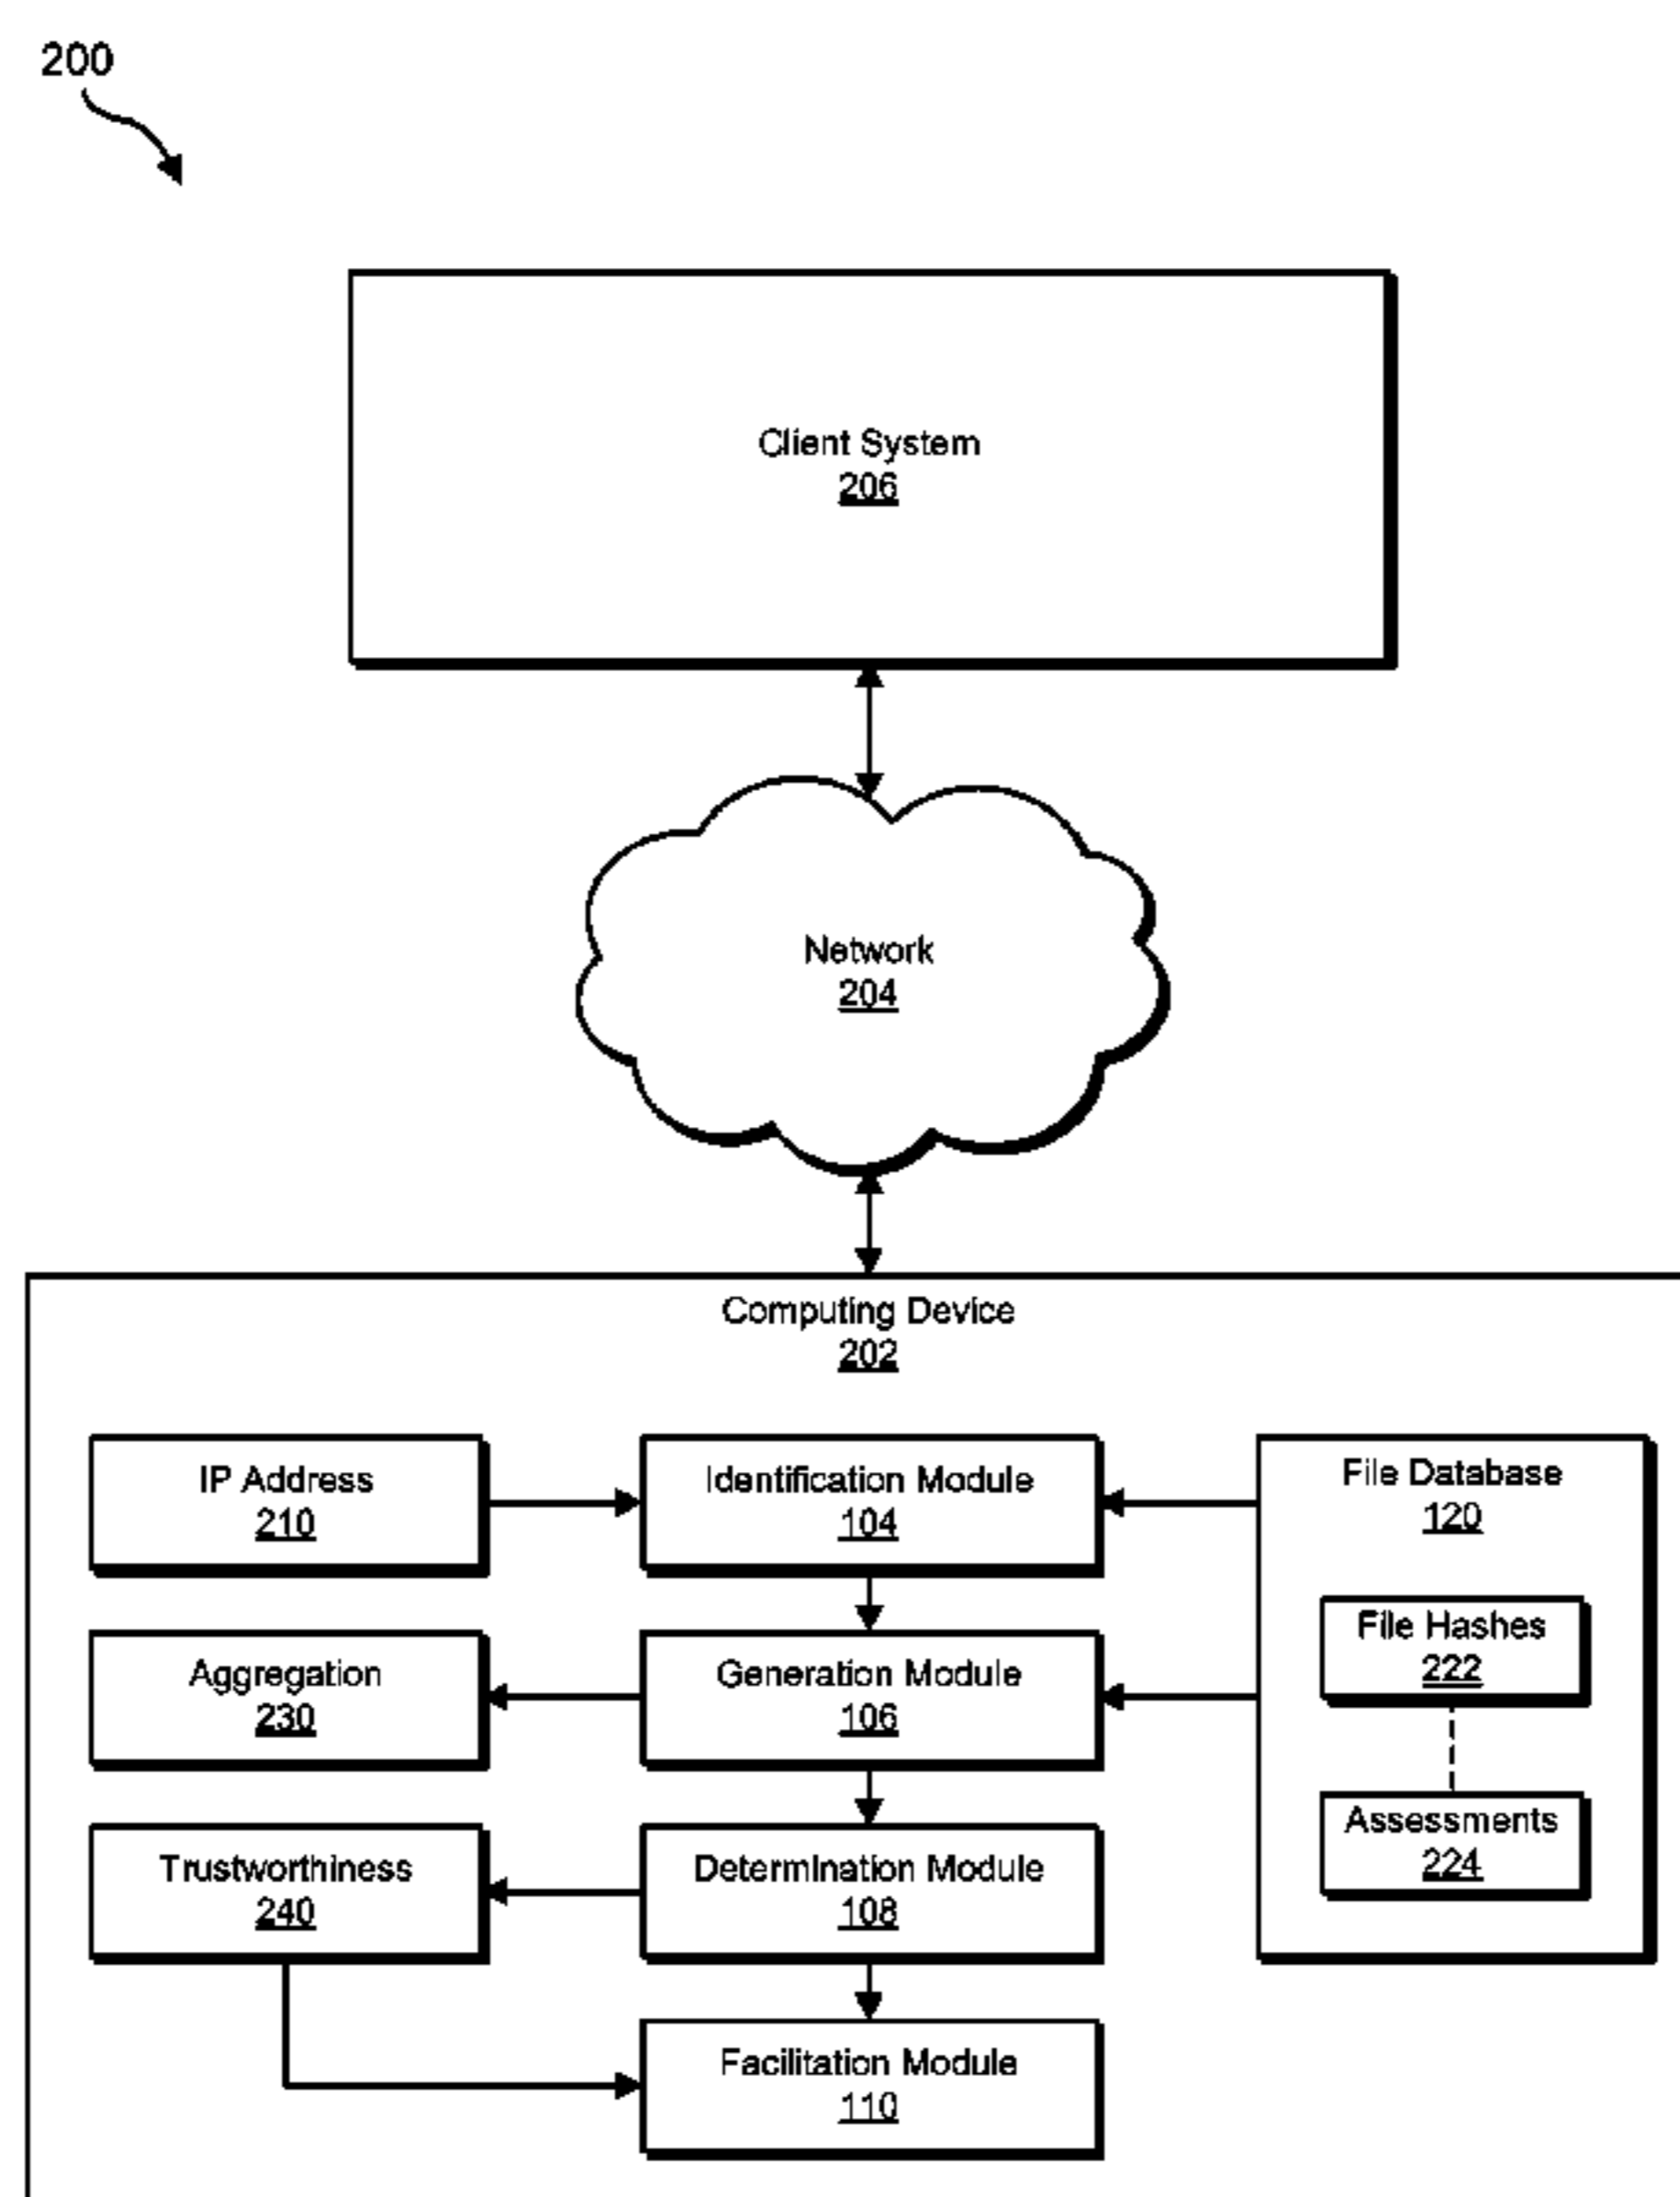 200
Client System
206
Network
204
Computing Device
202
IP Address
210
Identification Module
104
File Database
120
File Hashes
222
Aggregation
230
Generation Module
106
Assessments
224
Trustworthiness
240
Determination Module
108
Facilitation Module
110